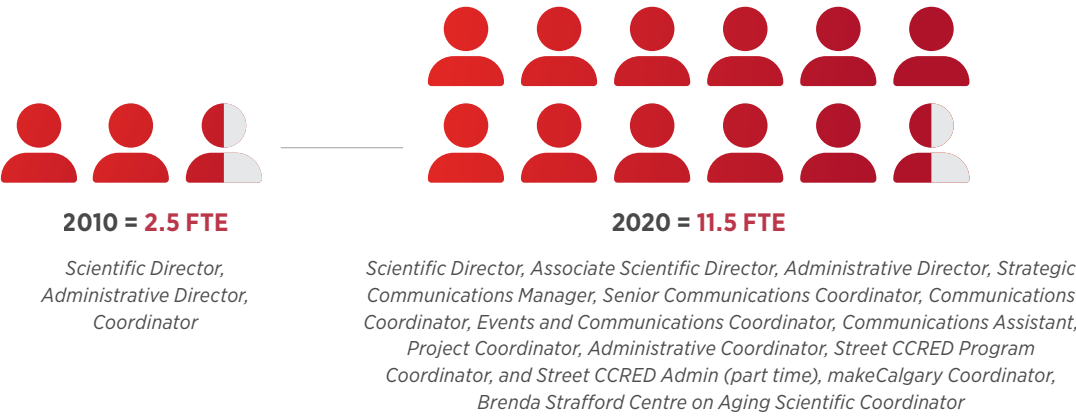 2010 = 2.5 FTE
Scientific Director,
Administrative Director,
Coordinator
2020 = 11.5 FTE
Scientific Director, Associate Scientific Director, Administrative Director, Strategic
Communications Manager, Senior Communications Coordinator, Communications
Coordinator, Events and Communications Coordinator, Communications Assistant,
Project Coordinator, Administrative Coordinator, Street CCRED Program
Coordinator, and Street CCRED Admin (part time), makeCalgary Coordinator,
Brenda Strafford Centre on Aging Scientific Coordinator